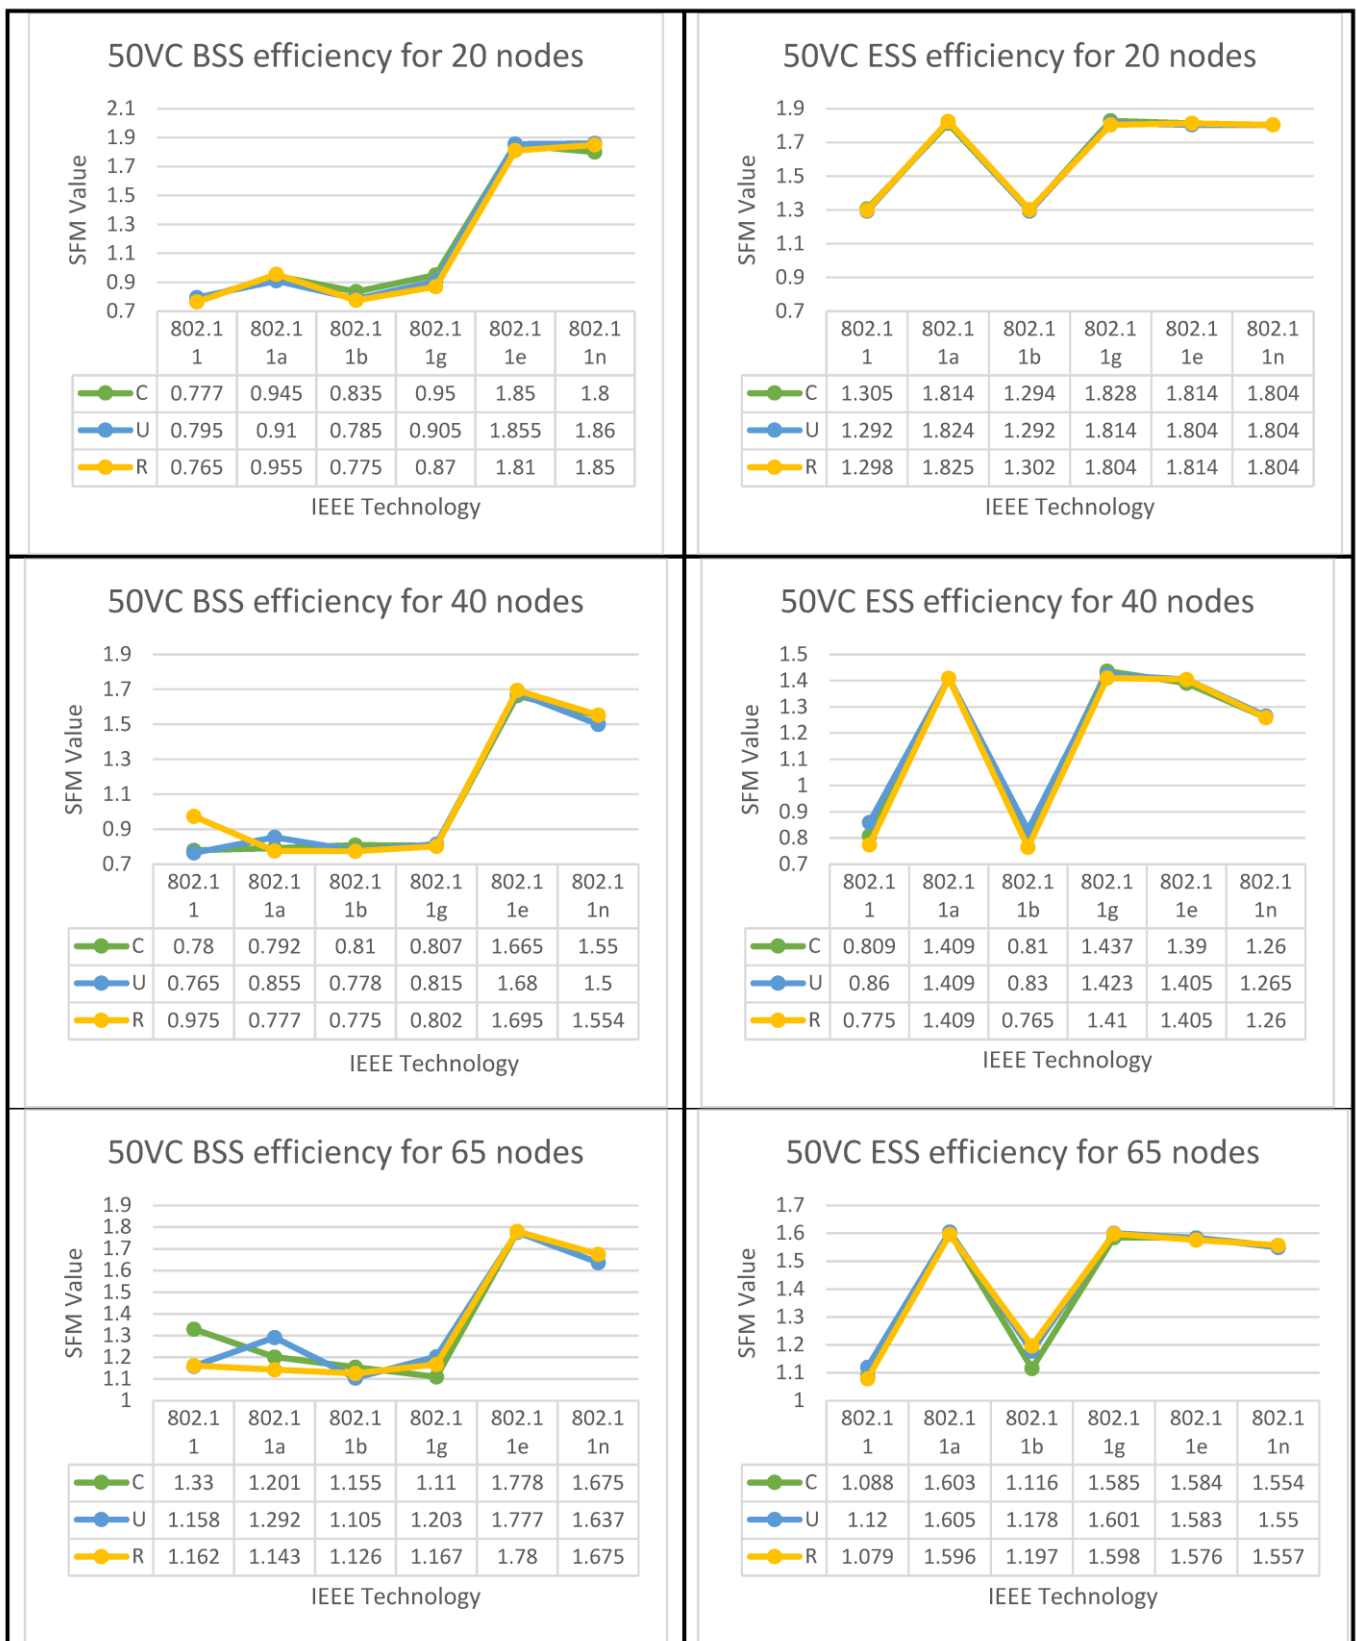 50VC BSS efficiency for 20 nodes
SFM Value
2.1
1.9
1.7
1.5
1.3
1.1
0.9
0.7
802.1 802.1 802.1 802.1 802.1 802.1
1 1a 1b 1g 1e 1n
C 0.777 0.945 0.835 0.95 1.85 1.8
U 0.795 0.91 0.785 0.905 1.855 1.86
R 0.765 0.955 0.775 0.87 1.81 1.85
IEEE Technology
50VC ESS efficiency for 20 nodes
SFM Value
1.9
1.7
1.5
1.3
1.1
0.9
0.7
802.1 802.1 802.1 802.1 802.1 802.1
1 1a 1b 1g 1e 1n
C 1.305 1.814 1.294 1.828 1.814 1.804
U 1.292 1.824 1.292 1.814 1.804 1.804
R 1.298 1.825 1.302 1.804 1.814 1.804
IEEE Technology
50VC BSS efficiency for 40 nodes
SFM Value
1.9
1.7
1.5
1.3
1.1
0.9
0.7
802.1 802.1 802.1 802.1 802.1 802.1
1 1a 1b 1g 1e 1n
C 0.78 0.792 0.81 0.807 1.665 1.55
U 0.765 0.855 0.778 0.815 1.68 1.5
R 0.975 0.777 0.775 0.802 1.695 1.554
IEEE Technology
50VC ESS efficiency for 40 nodes
SFM Value
1.5
1.4
1.3
1.2
1.1
1
0.9
0.8
0.7
802.1 802.1 802.1 802.1 802.1 802.1
1 1a 1b 1g 1e 1n
C 0.809 1.409 0.81 1.437 1.39 1.26
U 0.86 1.409 0.83 1.423 1.405 1.265
R 0.775 1.409 0.765 1.41 1.405 1.26
IEEE Technology
50VC BSS efficiency for 65 nodes
SFM Value
1.9
1.8
1.7
1.6
1.5
1.4
1.3
1.2
1.1
1
802.1 802.1 802.1 802.1 802.1 802.1
1 1a 1b 1g 1e 1n
C 1.33 1.201 1.155 1.11 1.778 1.675
U 1.158 1.292 1.105 1.203 1.777 1.637
R 1.162 1.143 1.126 1.167 1.78 1.675
IEEE Technology
50VC ESS efficiency for 65 nodes
SFM Value
1.7
1.6
1.5
1.4
1.3
1.2
1.1
1
802.1 802.1 802.1 802.1 802.1 802.1
1 1a 1b 1g 1e 1n
C 1.088 1.603 1.116 1.585 1.584 1.554
U 1.12 1.605 1.178 1.601 1.583 1.55
R 1.079 1.596 1.197 1.598 1.576 1.557
IEEE Technology